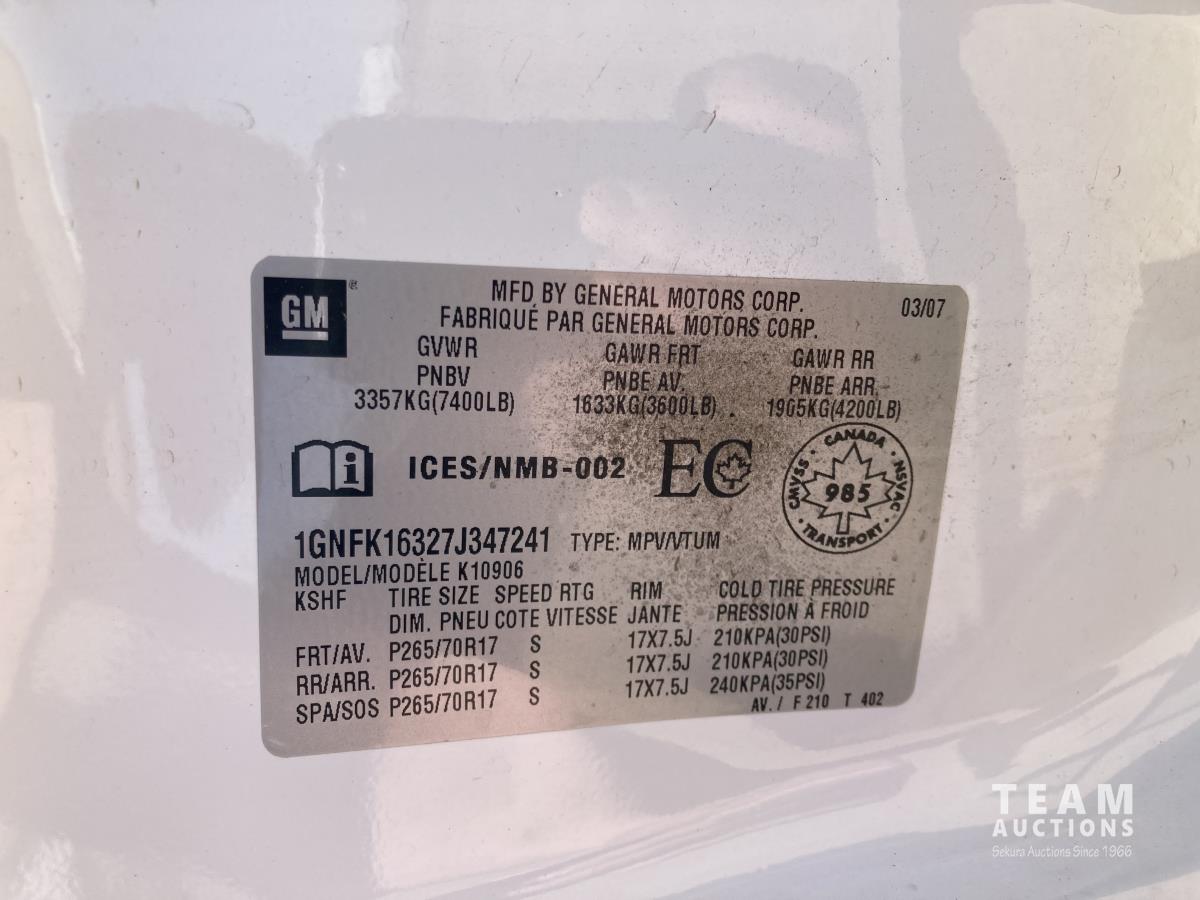 GM
MFD BY GENERAL MOTORS CORP.
03/07
FABRIQUÉ PAR GENERAL MOTORS CORP.
GVWR GAWR FRT GAWR RR
PNBV PNBE AV. PNBE ARR.
3357KG(7400LB) 1633KG(3600LB) 1905KG(4200LB)
i ICES/NMB-002 EC
CANADA
CMVSS 985 NSVAC
TRANSPORT
1GNFK16327J347241 TYPE: MPV/VTUM
MODEL/MODÈLE K10906
KSHF TIRE SIZE SPEED RTG RIM COLD TIRE PRESSURE
DIM. PNEU COTE VITESSE JANTE PRESSION À FROID
FRT/AV. P265/70R17 S 17X7.5J 210KPA(30PSI)
RR/ARR. P265/70R17 S 17X7.5J 210KPA(30PSI)
SPA/SOS P265/70R17 S 17X7.5J 240KPA(35PSI)
AV. / F 210 T 402
TEAM
AUCTIONS
Sekura Auctions Since 1966